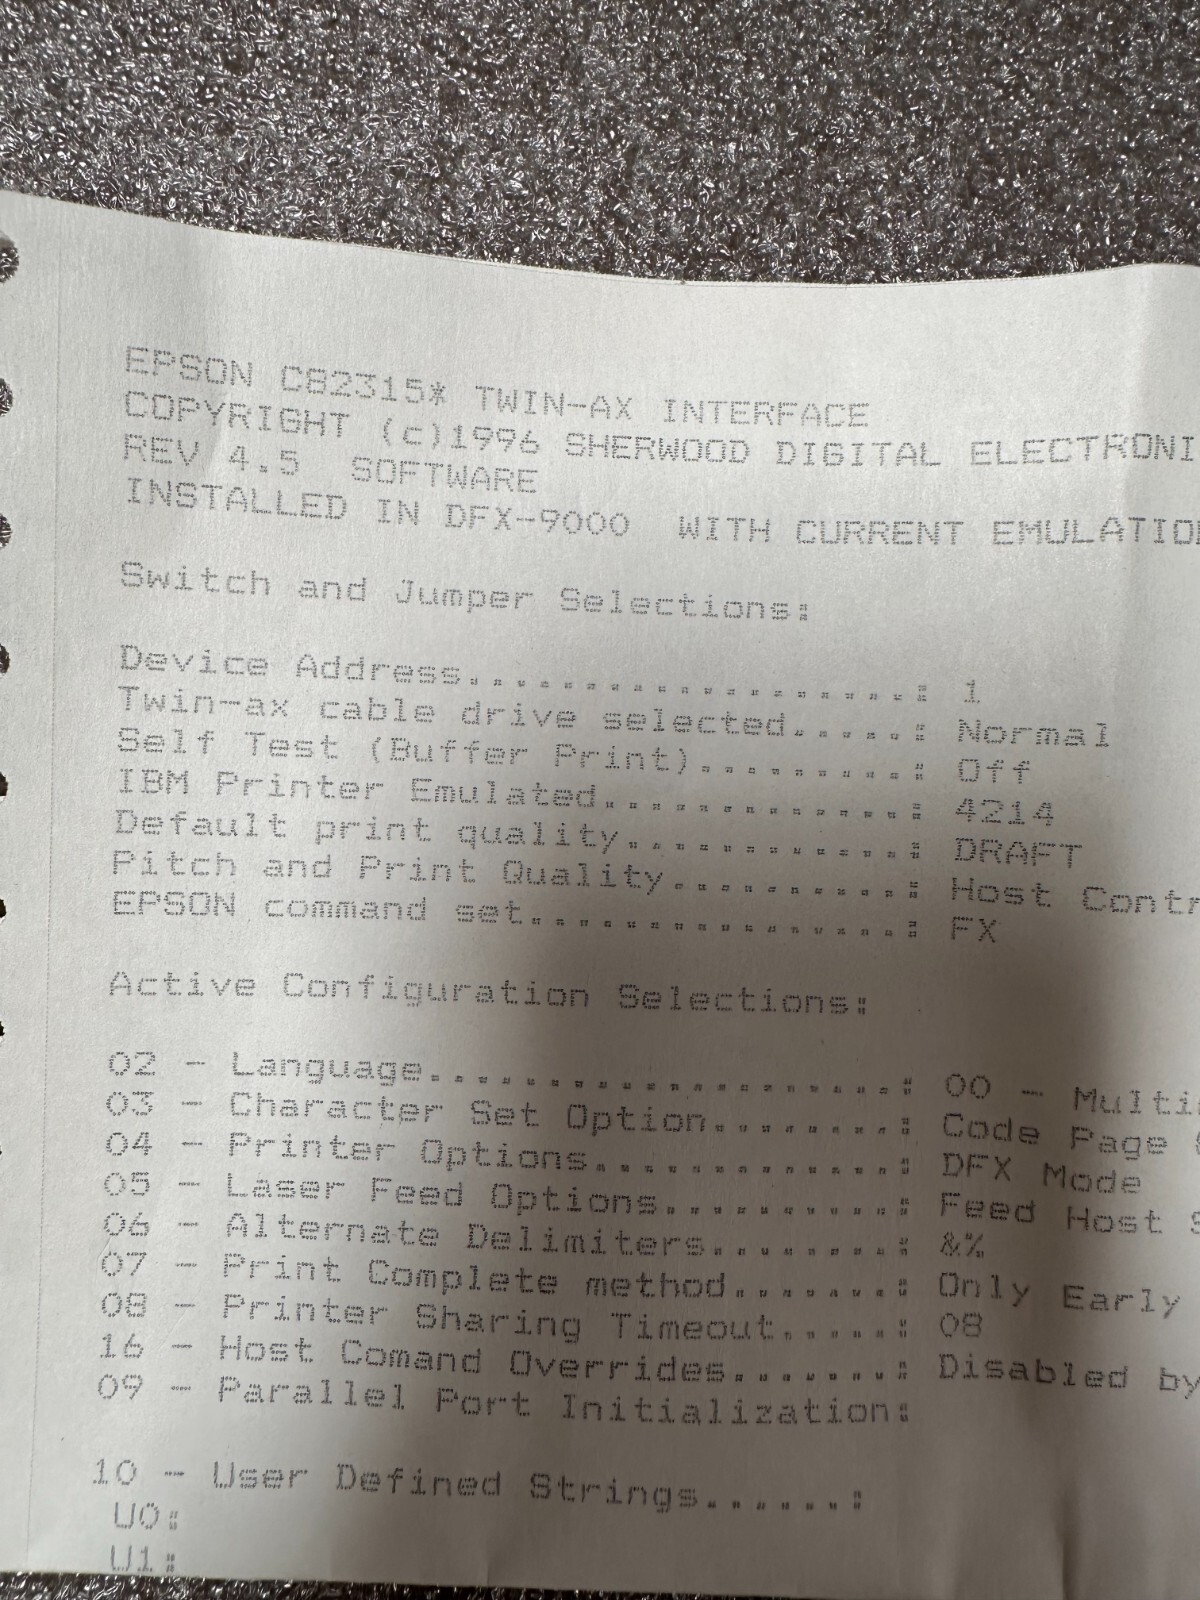 EPSON C82315* TWIN-AX INTERFACE
COPYRIGHT (c)1996 SHERWOOD DIGITAL ELECTRONI
REV 4.5 SOFTWARE
INSTALLED IN DFX-9000 WITH CURRENT EMULATION
Switch and Jumper Selections:
Device Address....................: 1
Twin-ax cable drive selected......: Normal
Self Test (Buffer Print)..........: Off
IBM Printer Emulated..............: 4214
Default print quality.............: DRAFT
Pitch and Print Quality...........: Host Contr
EPSON command set.................: FX
Active Configuration Selections:
02 - Language.....................: 00 - Multi
03 - Character Set Option.........: Code Page
04 - Printer Options..............: DFX Mode
05 - Laser Feed Options...........: Feed Host S
06 - Alternate Delimiters.........: &%
07 - Print Complete method........: Only Early
08 - Printer Sharing Timeout......: 08
16 - Host Comand Overrides........: Disabled by
09 - Parallel Port Initialization:
10 - User Defined Strings.......:
U0:
U1: